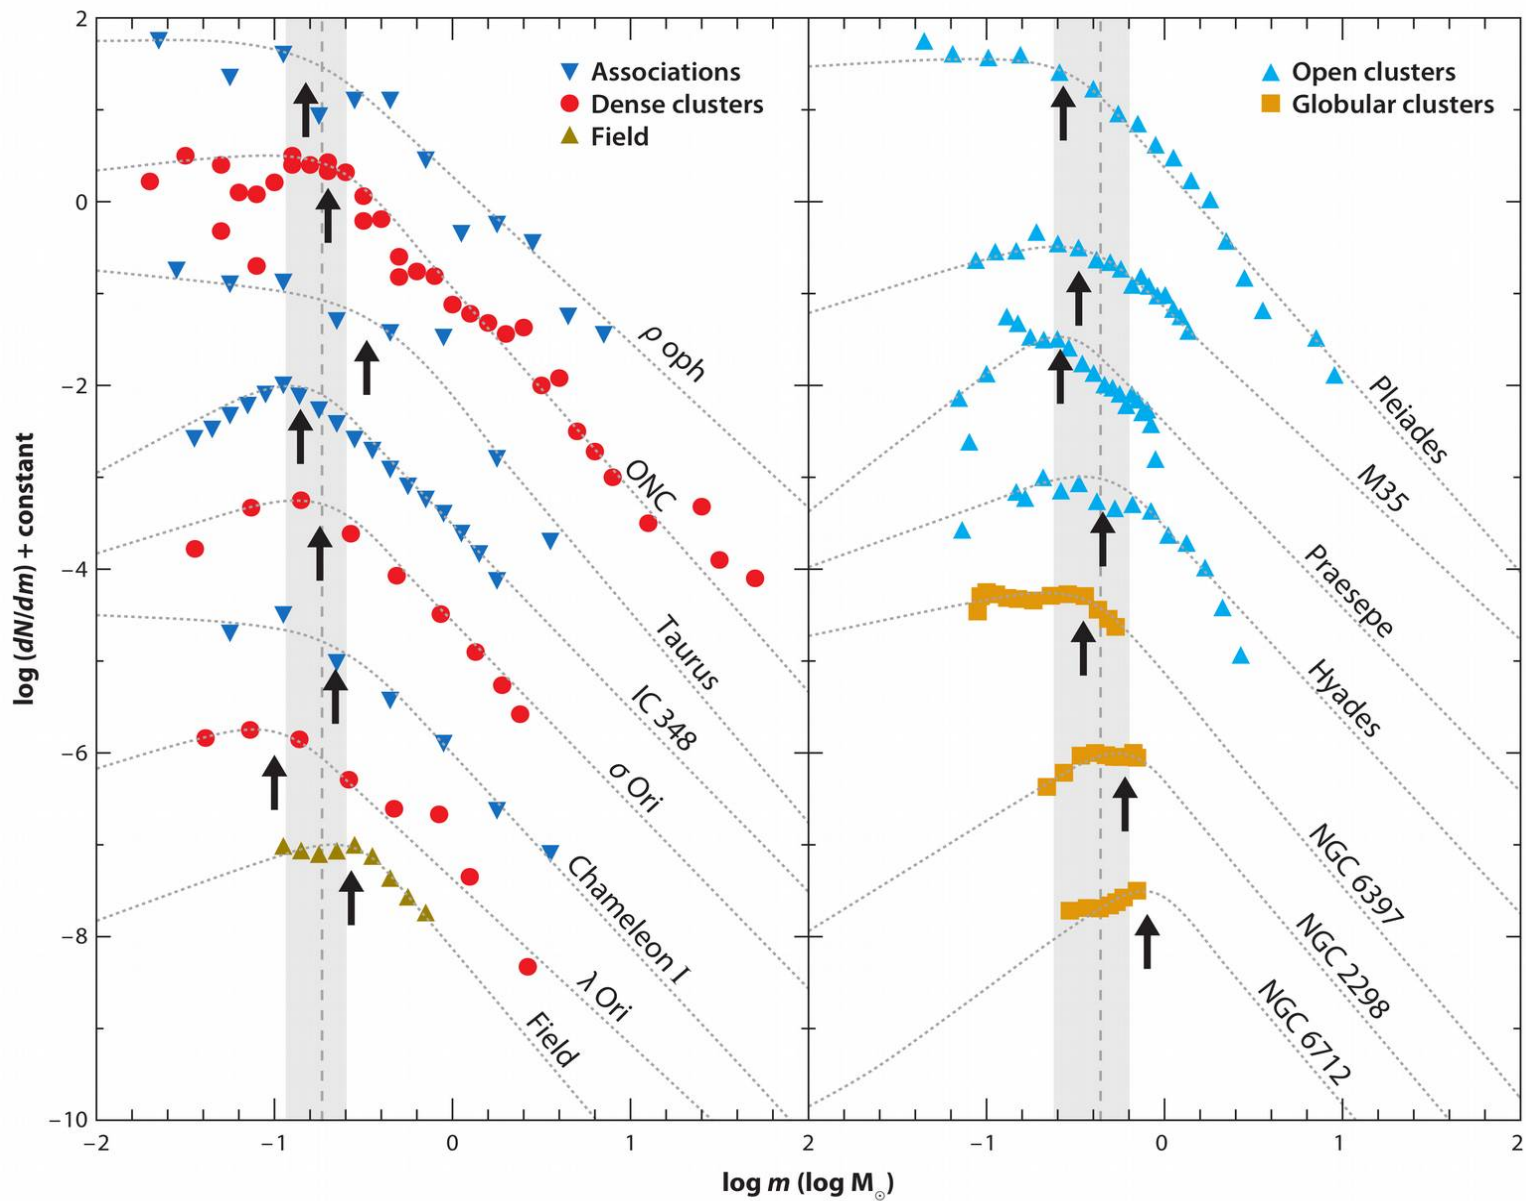 2
0
−2
−4
−6
−8
−10
log (dN/dm) + constant
Associations
Dense clusters
Field
ρ oph
ONC
Taurus
IC 348
σ Ori
Chameleon I
λ Ori
Field
−2
−1
0
1
2
Open clusters
Globular clusters
Pleiades
M35
Praesepe
Hyades
NGC 6397
NGC 2298
NGC 6712
−1
0
1
2
log m (log M☉)